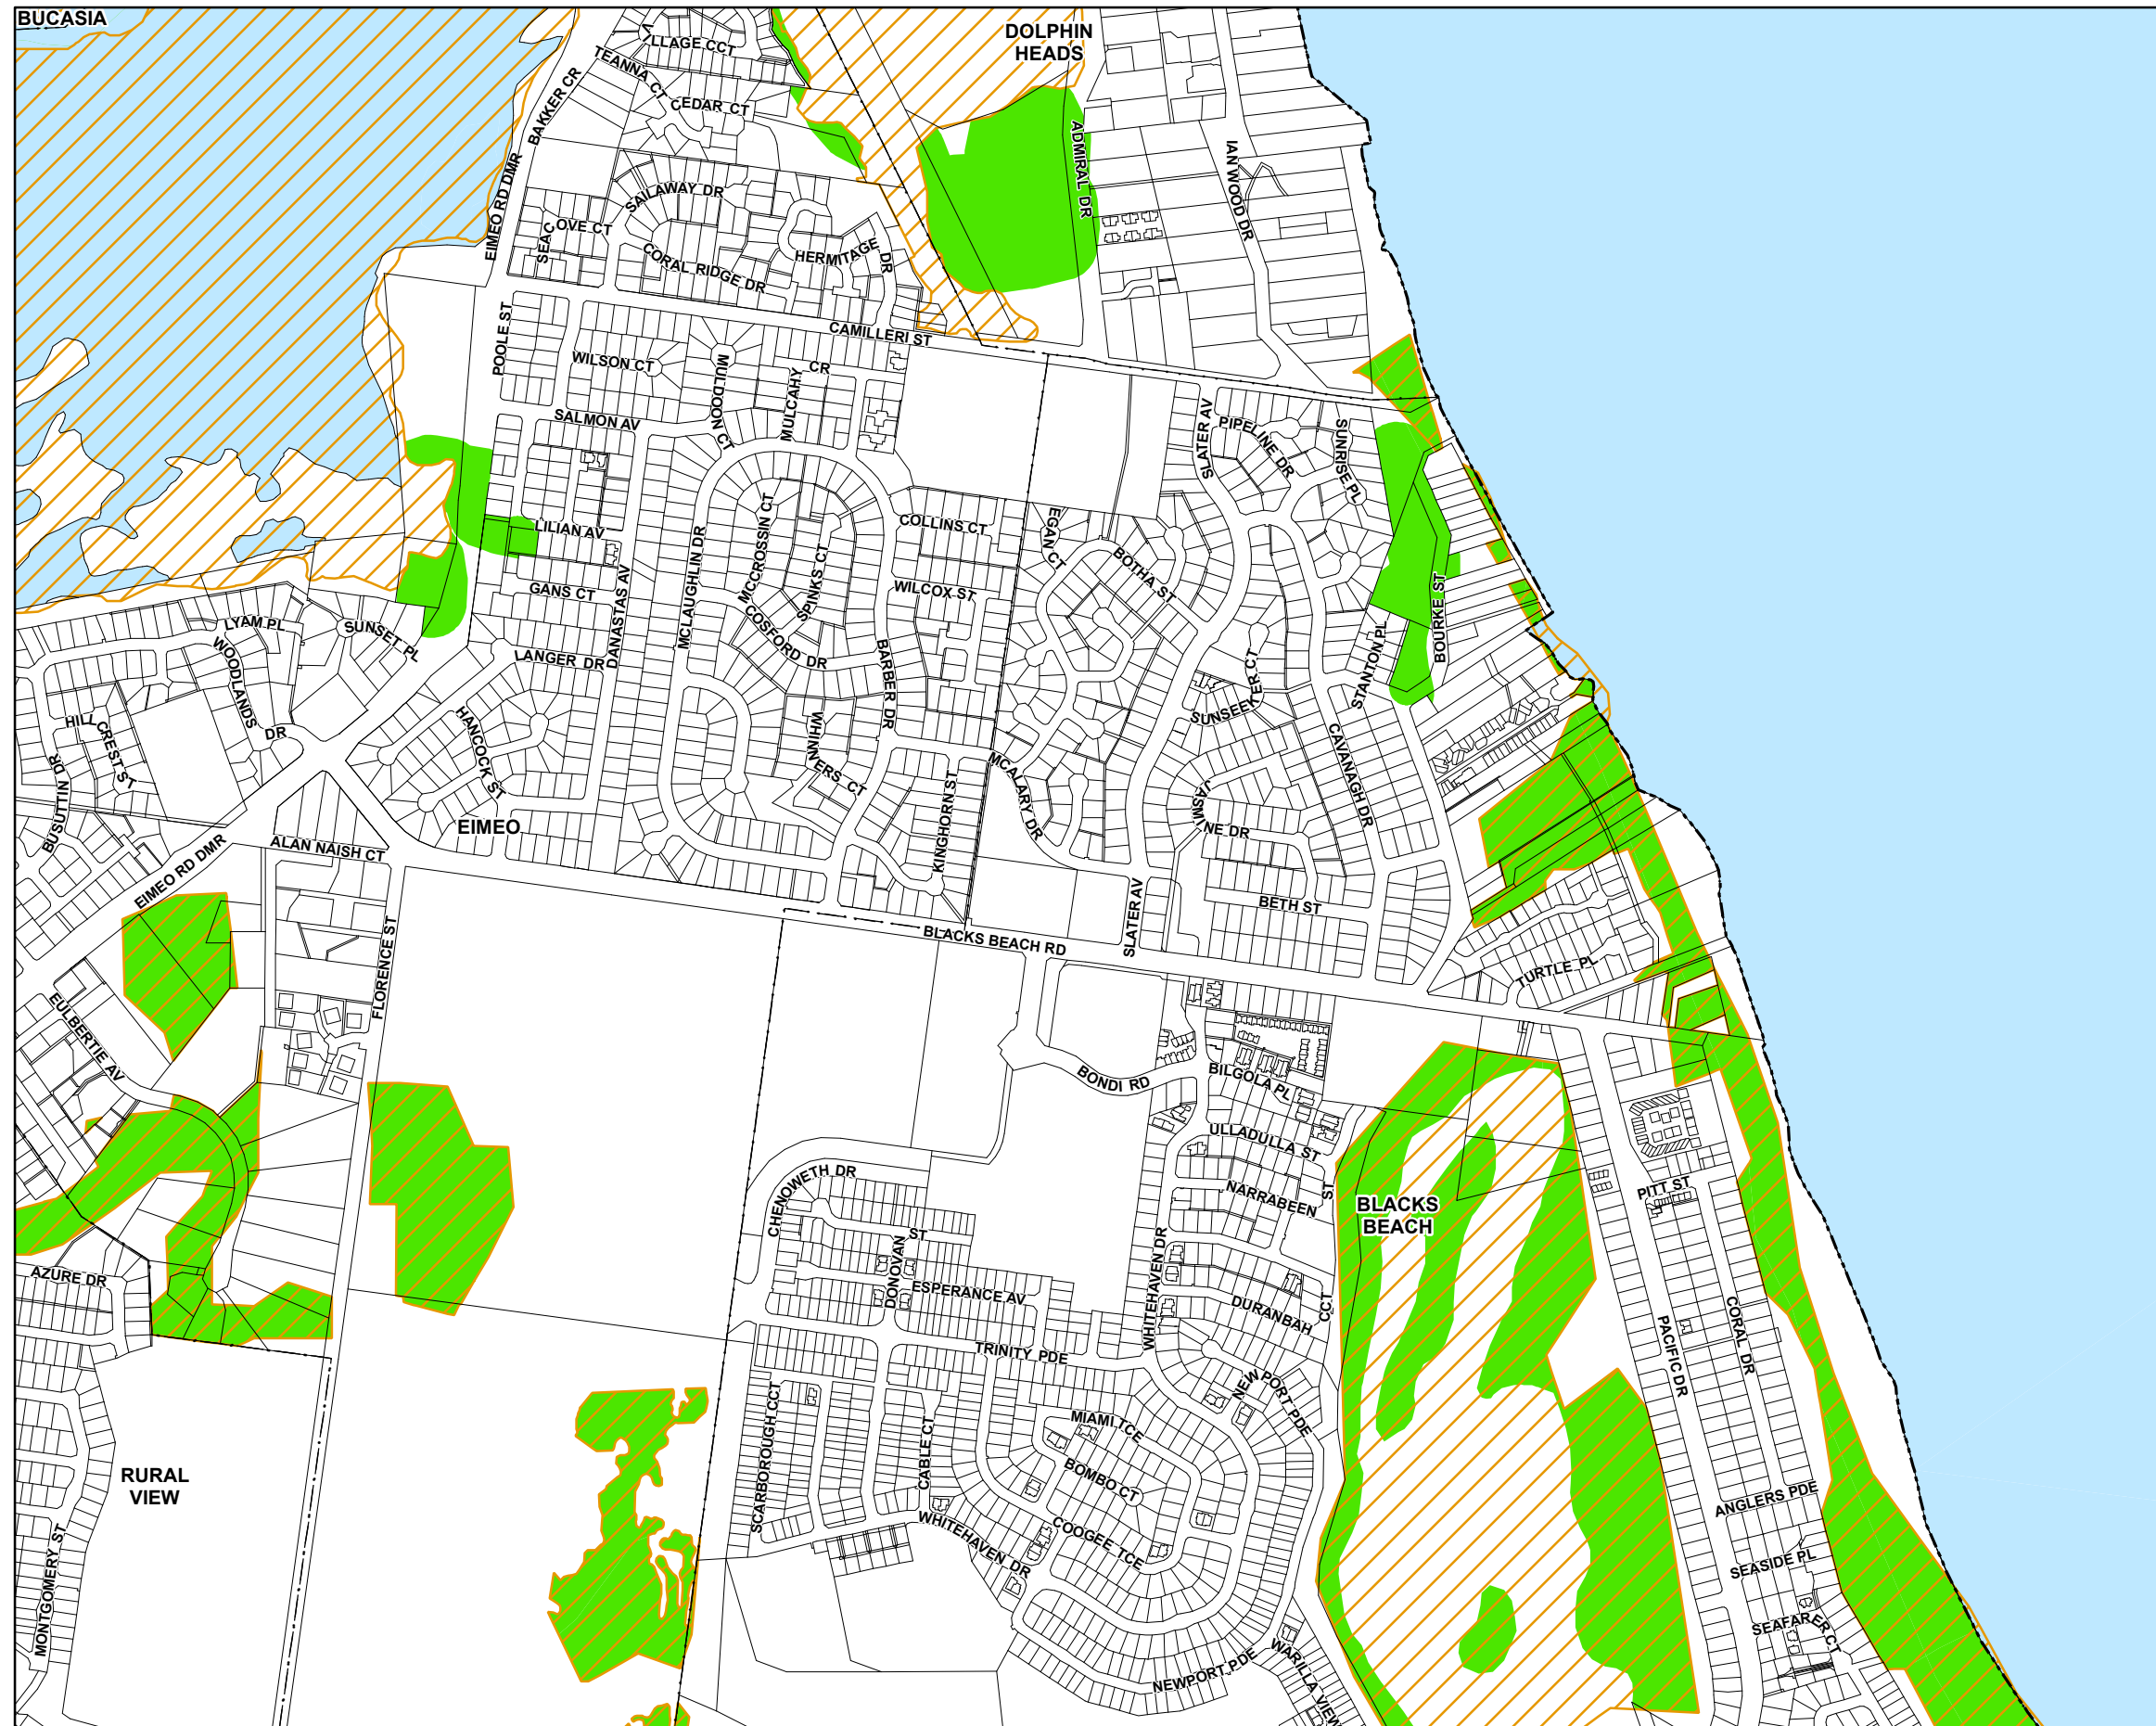 BUCASIA
DOLPHIN
HEADS
VILLAGE CCT
TEANNA CT
CEDAR CT
BAKKER CR
EIMEO RD DMR
ADMIRAL DR
IAN WOOD DR
SAILAWAY DR
SEACOVE CT
CORAL RIDGE DR
HERMITAGE DR
CAMILLERI ST
POOLE ST
WILSON CT
MULDOOON CT
MULCAHY CR
SALMON AV
SLATER AV
PIPELINE DR
SUNRISE PL
LILIAN AV
MCCROSSIN CT
COLLINS CT
EGAN CT
BOTHA ST
MCLAUGHLIN DR
SPINKS CT
GANS CT
WILCOX ST
BOURKE ST
DANASTAS AV
COSFORD DR
LYAM PL
SUNSET PL
WOODLANDS DR
LANGER DR
BARBER DR
STANTON PL
SUNSEEKER CT
HILLCREST ST
HANCOCK ST
WHINNERS CT
CAVANAGH DR
BUSUTTIN DR
MCALARY DR
KINGHORN ST
JASMINE DR
EIMEO
ALAN NAISH CT
EIMEO RD DMR
BETH ST
SLATER AV
BLACKS BEACH RD
FLORENCE ST
TURTLE PL
EULBERTIE AV
BONDI RD
BILGOLA PL
ULLADULLA ST
CHENOWETH DR
NARRABEEN ST
BLACKS
BEACH
PITT ST
DONOVAN ST
WHITEHAVEN DR
AZURE DR
ESPERANCE AV
DURANBAH CCT
TRINITY PDE
PACIFIC DR
CORAL DR
NEWPORT PDE
SCARBOROUGH CCT
CABLE CT
MIAMI TCE
BOMBO CT
RURAL
VIEW
ANGLERS PDE
WHITEHAVEN DR
COOGEE TCE
SEASIDE PL
MONTGOMERY ST
SEAFARER CT
NEWPORT PDE
WARILLA VIEW